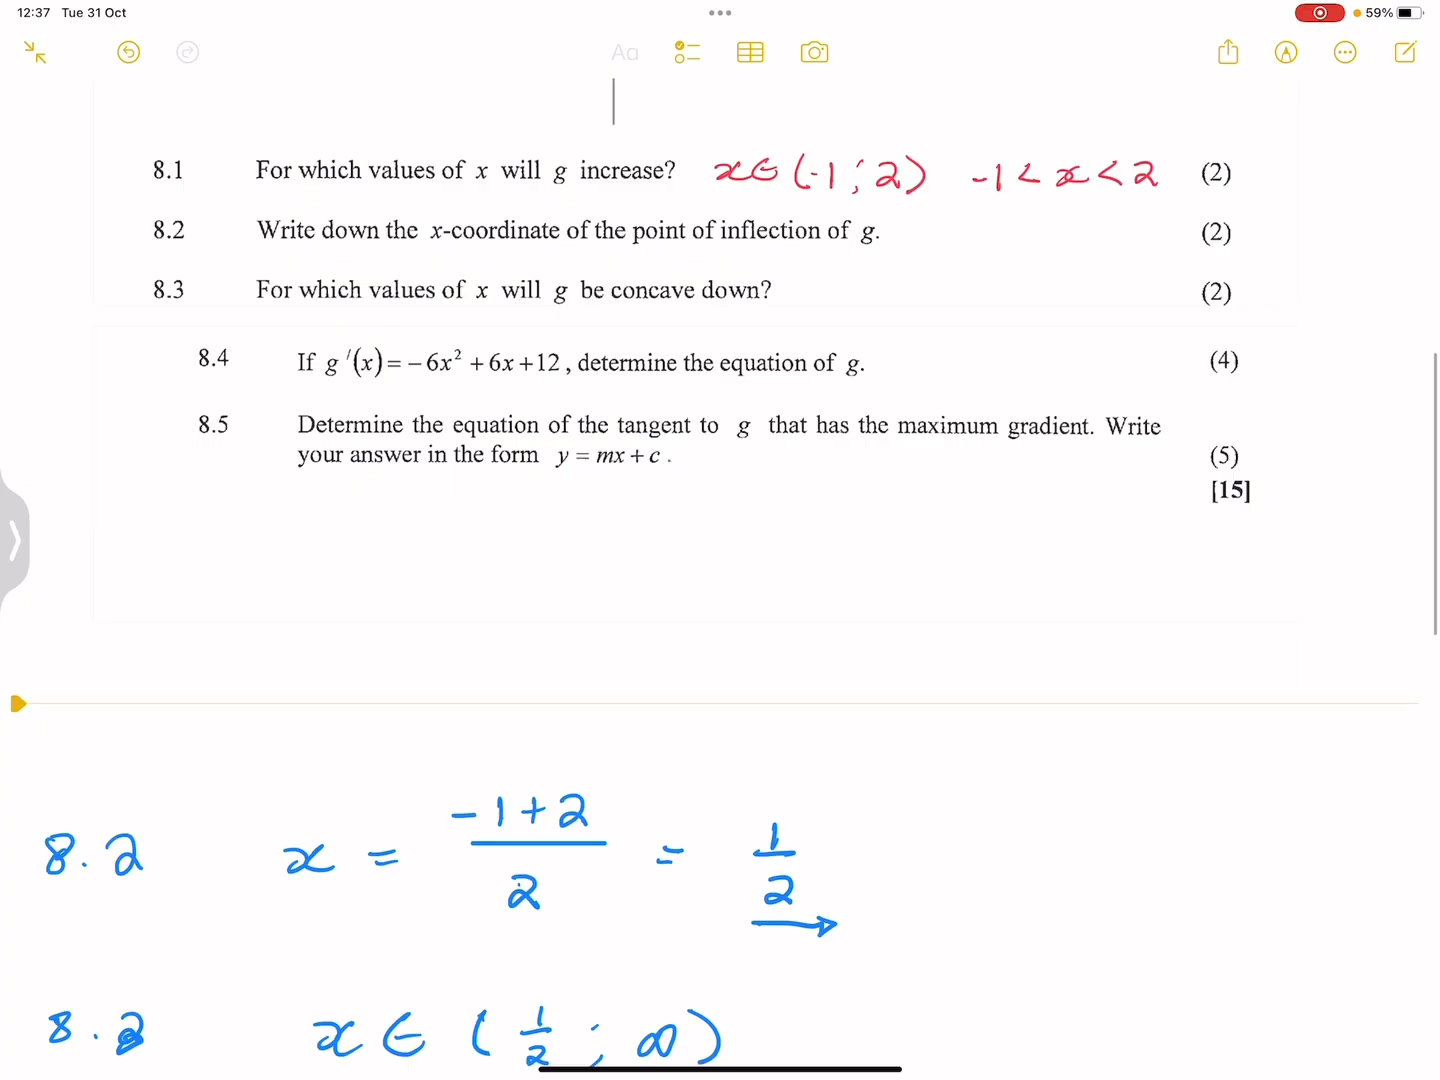 12:37 Tue 31 Oct
59%
Aa
8.1 For which values of x will g increase? x ∈ (-1 ; 2) -1 < x < 2 (2)
8.2 Write down the x-coordinate of the point of inflection of g. (2)
8.3 For which values of x will g be concave down? (2)
8.4 If g '(x) = – 6x² + 6x + 12 , determine the equation of g. (4)
8.5 Determine the equation of the tangent to g that has the maximum gradient. Write
your answer in the form y = mx + c . (5)
[15]
8.2 x = (-1 + 2)/2 = 1/2
8.2 x ∈ (1/2 ; ∞)